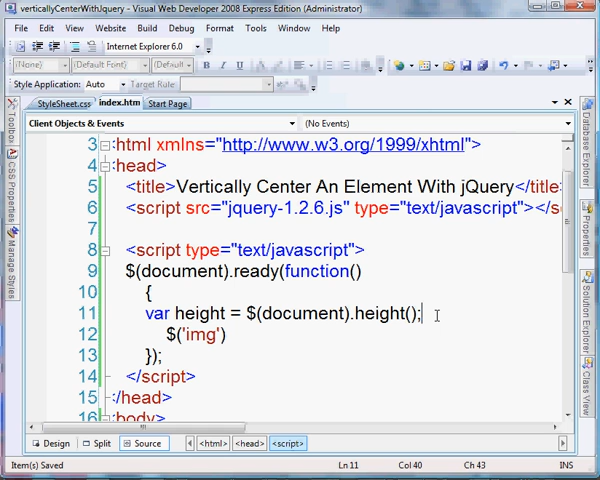 verticallyCenterWithJquery - Visual Web Developer 2008 Express Edition (Administrator)
File Edit View Website Build Debug Format Tools Window Help
Internet Explorer 6.0
(None) (Default Font) (Default B I U
Style Application: Auto Target Rule:
StyleSheet.css index.htm Start Page
Client Objects & Events (No Events)
3 <html xmlns="http://www.w3.org/1999/xhtml">
4 <head>
5 <title>Vertically Center An Element With jQuery</title>
6 <script src="jquery-1.2.6.js" type="text/javascript"></s
7
8 <script type="text/javascript">
9 $(document).ready(function()
10 {
11 var height = $(document).height();
12 $('img')
13 });
14 </script>
15 </head>
16 <body>
Design Split Source <html> <head> <script>
Item(s) Saved Ln 11 Col 40 Ch 43 INS
Toolbox
CSS Properties
Manage Styles
Database Explorer
Properties
Solution Explorer
Class View